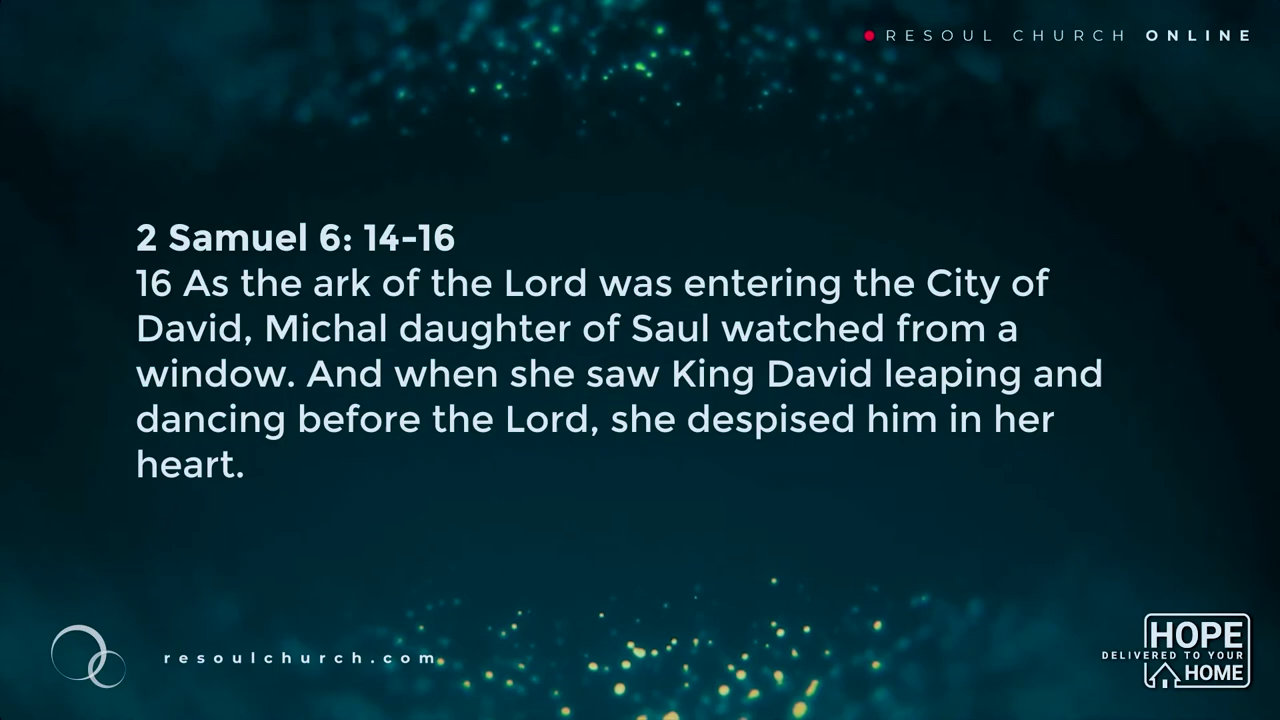 RESOUL CHURCH ONLINE
2 Samuel 6: 14-16
16 As the ark of the Lord was entering the City of
David, Michal daughter of Saul watched from a
window. And when she saw King David leaping and
dancing before the Lord, she despised him in her
heart.
resoulchurch.com
HOPE
DELIVERED TO YOUR
HOME